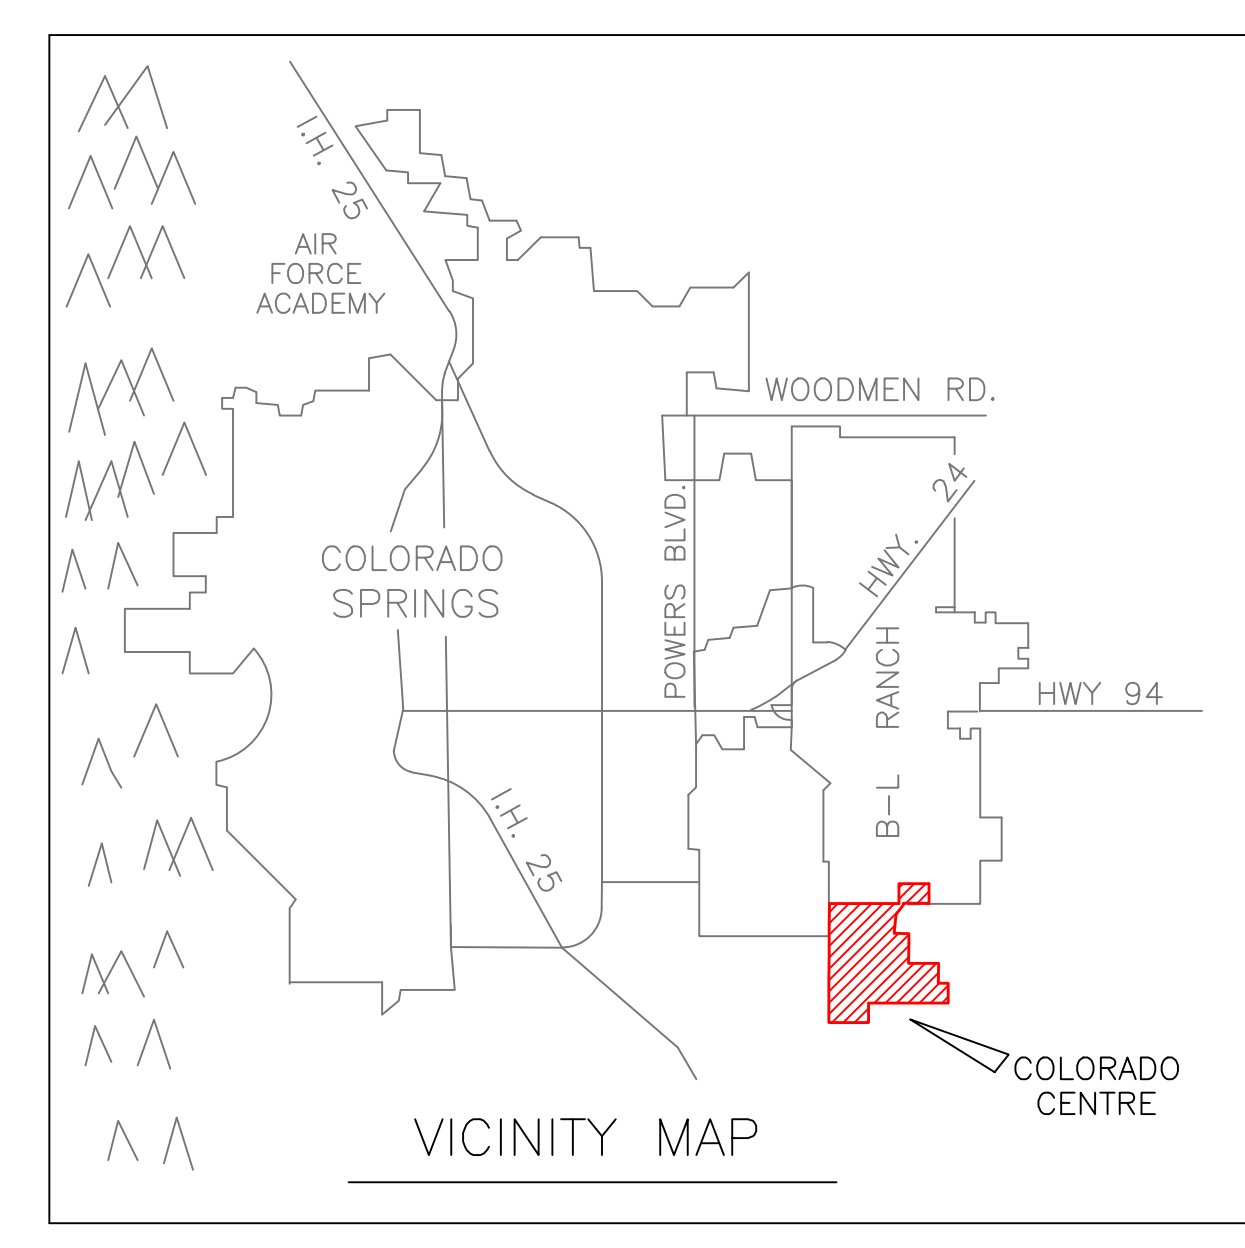 I.H. 25
AIR
FORCE
ACADEMY
WOODMEN RD.
HWY. 24
POWERS BLVD.
COLORADO
SPRINGS
B-L RANCH
HWY 94
I.H. 25
COLORADO
CENTRE
VICINITY MAP